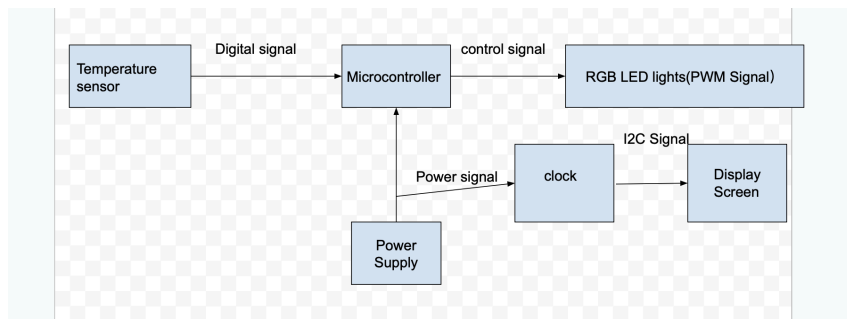 Digital signal
control signal
Temperature
sensor
Microcontroller
RGB LED lights(PWM Signal）
I2C Signal
Power signal
clock
Display
Screen
Power
Supply